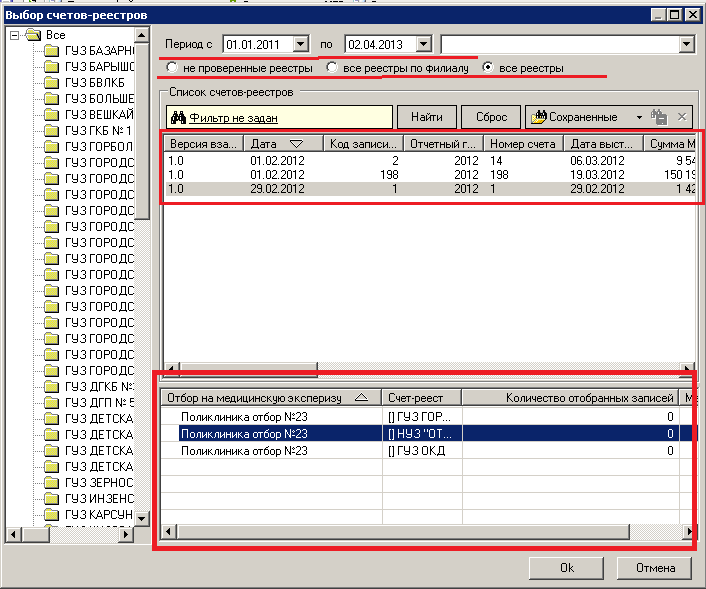 Выбор счетов-реестров
Все
ГУЗ БАЗАРН
ГУЗ БАРЫШО
ГУЗ БВЛКБ
ГУЗ БОЛЬШЕ
ГУЗ ВЕШКАЙ
ГУЗ ГКБ № 1
ГУЗ ГОРБОЛ
ГУЗ ГОРОДС
ГУЗ ГОРОДС
ГУЗ ГОРОДС
ГУЗ ГОРОДС
ГУЗ ГОРОДС
ГУЗ ГОРОДС
ГУЗ ГОРОДС
ГУЗ ГОРОДС
ГУЗ ГОРОДС
ГУЗ ГОРОДС
ГУЗ ГОРОДС
ГУЗ ГОРОДС
ГУЗ ГОРОДС
ГУЗ ГОРОДС
ГУЗ ДГКБ №
ГУЗ ДГП № 5
ГУЗ ДЕТСКА
ГУЗ ДЕТСКА
ГУЗ ДЕТСКА
ГУЗ ДЕТСКА
ГУЗ ЗЕРНОС
ГУЗ ИНЗЕНС
ГУЗ КАРСУН
Период с 01.01.2011 по 02.04.2013
не проверенные реестры все реестры по филиалу все реестры
Список счетов-реестров
Фильтр не задан Найти Сброс Сохраненные
Версия вза... Дата Код записи... Отчетный г... Номер счета Дата выст... Сумма М
1.0 01.02.2012 2 2012 14 06.03.2012 9 54
1.0 01.02.2012 198 2012 198 19.03.2012 150 19
1.0 29.02.2012 1 2012 1 29.02.2012 1 42
Отбор на медицинскую эксперизу Счет-реест Количество отобранных записей Ме
Поликлиника отбор №23 [] ГУЗ ГОР... 0
Поликлиника отбор №23 [] НУЗ "ОТ... 0
Поликлиника отбор №23 [] ГУЗ ОКД 0
Ok Отмена